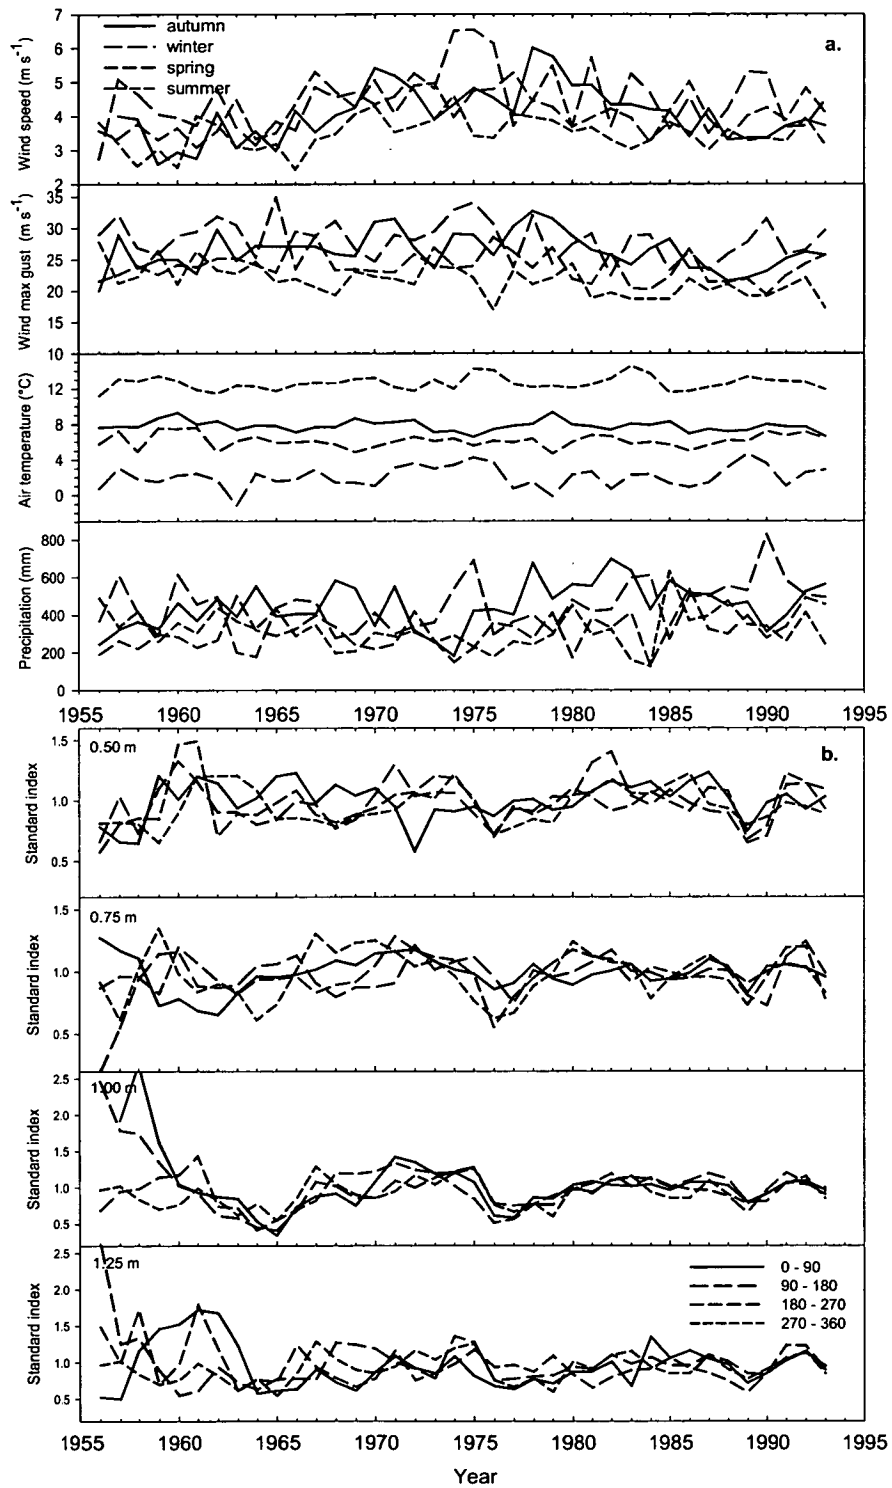 7
autumn
winter
spring
summer
a.
6
5
4
3
2
Wind speed (m s⁻¹)
35
30
25
20
15
10
Wind max gust (m s⁻¹)
12
8
4
0
Air temperature (°C)
800
600
400
200
0
Precipitation (mm)
1955 1960 1965 1970 1975 1980 1985 1990 1995
0.50 m
b.
1.5
1.0
0.5
Standard index
0.75 m
1.5
1.0
0.5
Standard index
1.00 m
2.5
2.0
1.5
1.0
0.5
Standard index
1.25 m
2.5
2.0
1.5
1.0
0.5
Standard index
0 - 90
90 - 180
180 - 270
270 - 360
1955 1960 1965 1970 1975 1980 1985 1990 1995
Year